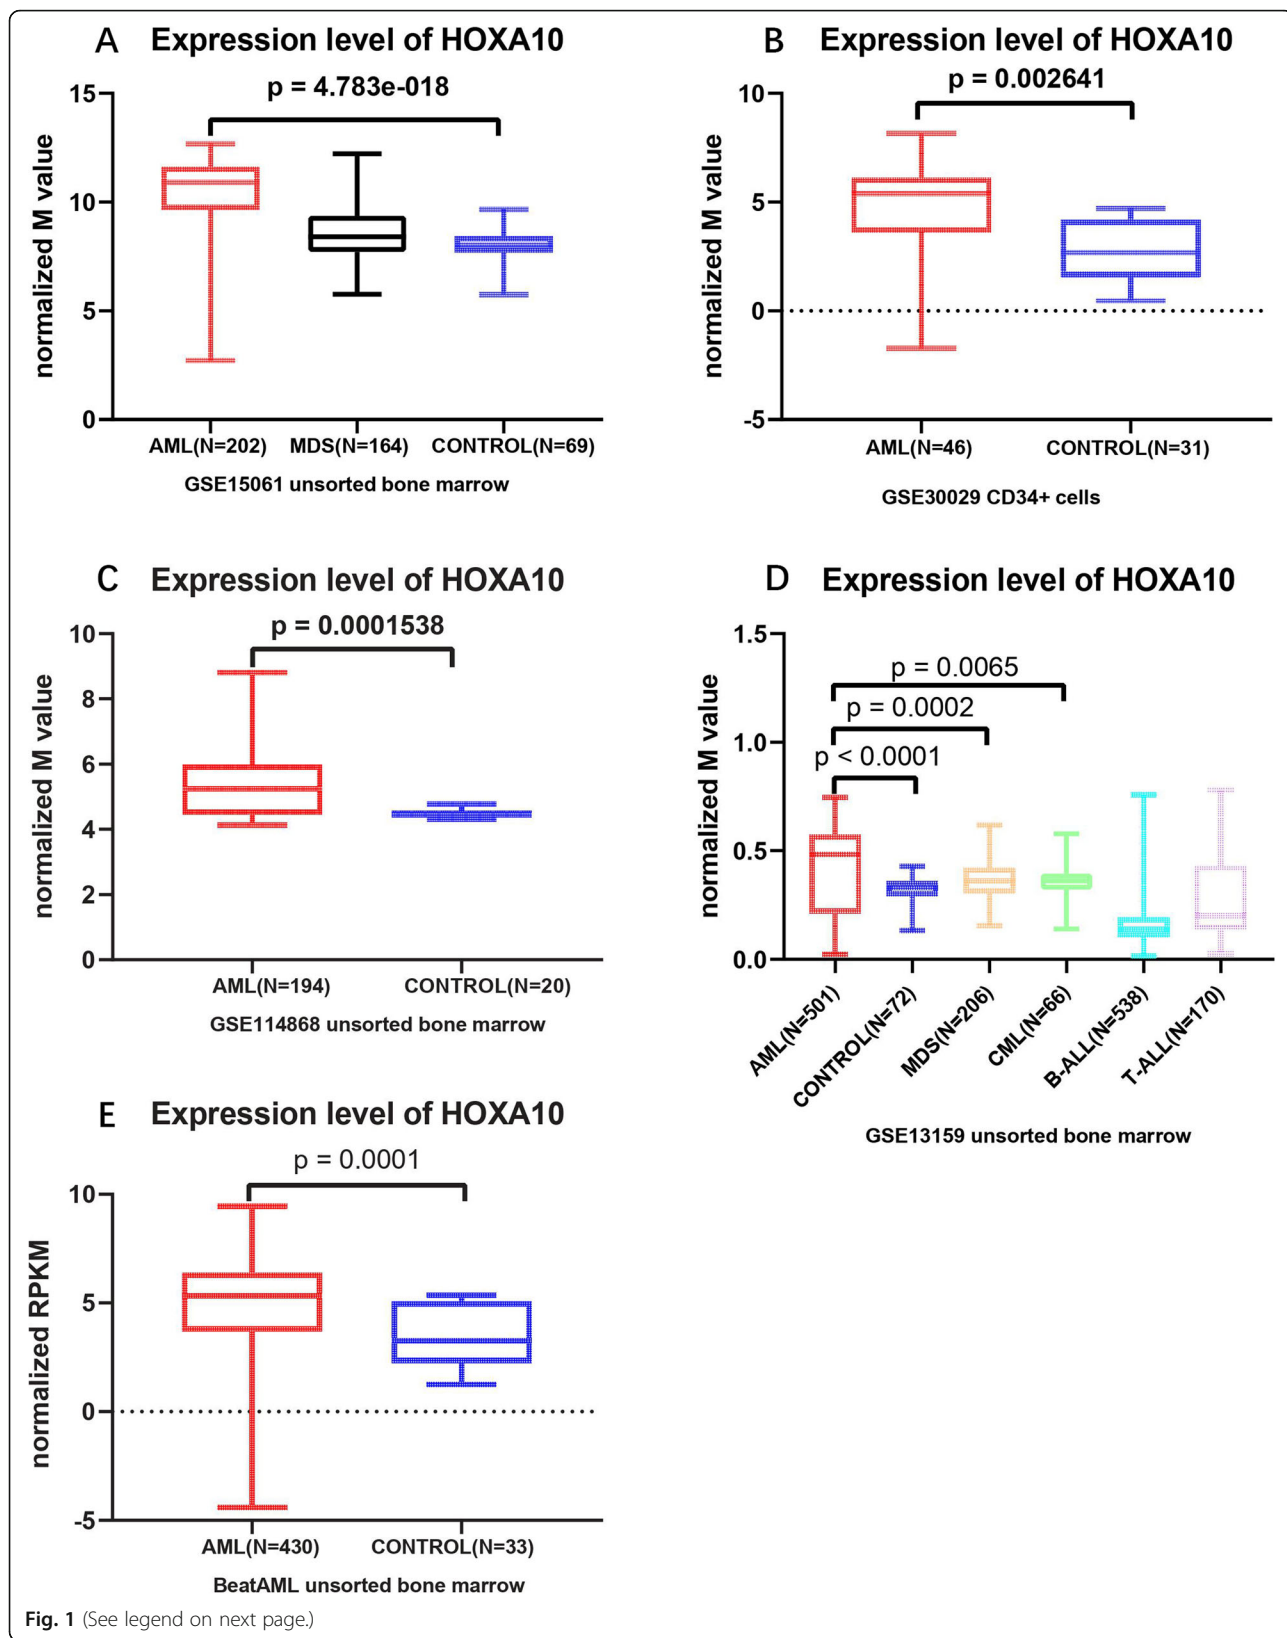 A Expression level of HOXA10
p = 4.783e-018
normalized M value
15
10
5
0
AML(N=202) MDS(N=164) CONTROL(N=69)
GSE15061 unsorted bone marrow
B Expression level of HOXA10
p = 0.002641
normalized M value
10
5
0
-5
AML(N=46) CONTROL(N=31)
GSE30029 CD34+ cells
C Expression level of HOXA10
p = 0.0001538
normalized M value
10
8
6
4
2
0
AML(N=194) CONTROL(N=20)
GSE114868 unsorted bone marrow
D Expression level of HOXA10
p = 0.0065
p = 0.0002
p < 0.0001
normalized M value
1.5
1.0
0.5
0.0
AML(N=501)
CONTROL(N=72)
MDS(N=206)
CML(N=66)
B-ALL(N=538)
T-ALL(N=170)
GSE13159 unsorted bone marrow
E Expression level of HOXA10
p = 0.0001
normalized RPKM
10
5
0
-5
AML(N=430) CONTROL(N=33)
BeatAML unsorted bone marrow
Fig. 1 (See legend on next page.)